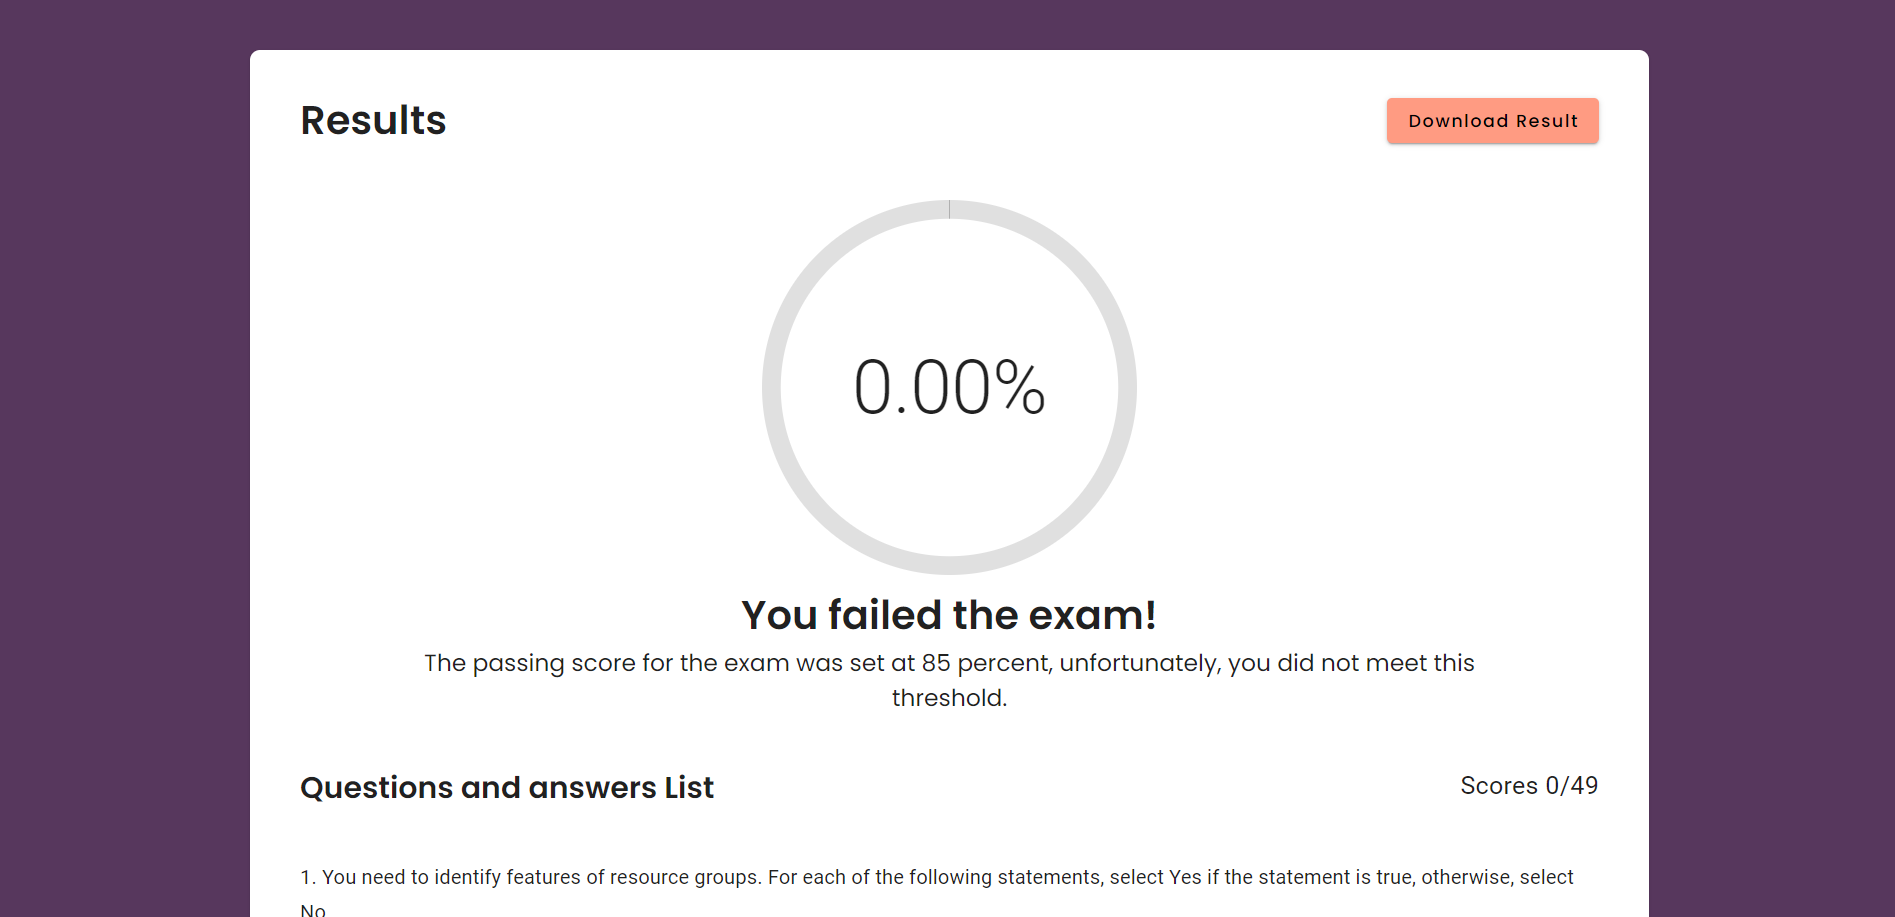 Results
Download Result
0.00%
You failed the exam!
The passing score for the exam was set at 85 percent, unfortunately, you did not meet this
threshold.
Questions and answers List
Scores 0/49
1. You need to identify features of resource groups. For each of the following statements, select Yes if the statement is true, otherwise, select
No